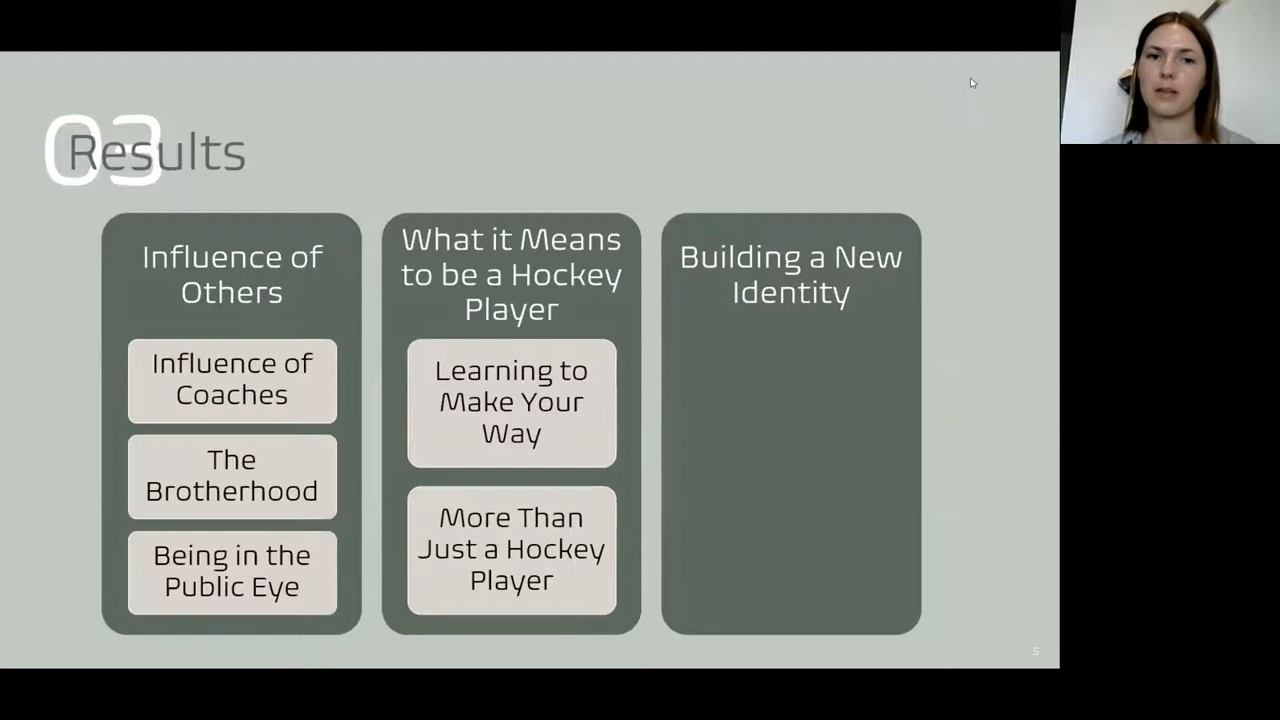 03
Results
Influence of
Others
Influence of
Coaches
The
Brotherhood
Being in the
Public Eye
What it Means
to be a Hockey
Player
Learning to
Make Your
Way
More Than
Just a Hockey
Player
Building a New
Identity
5